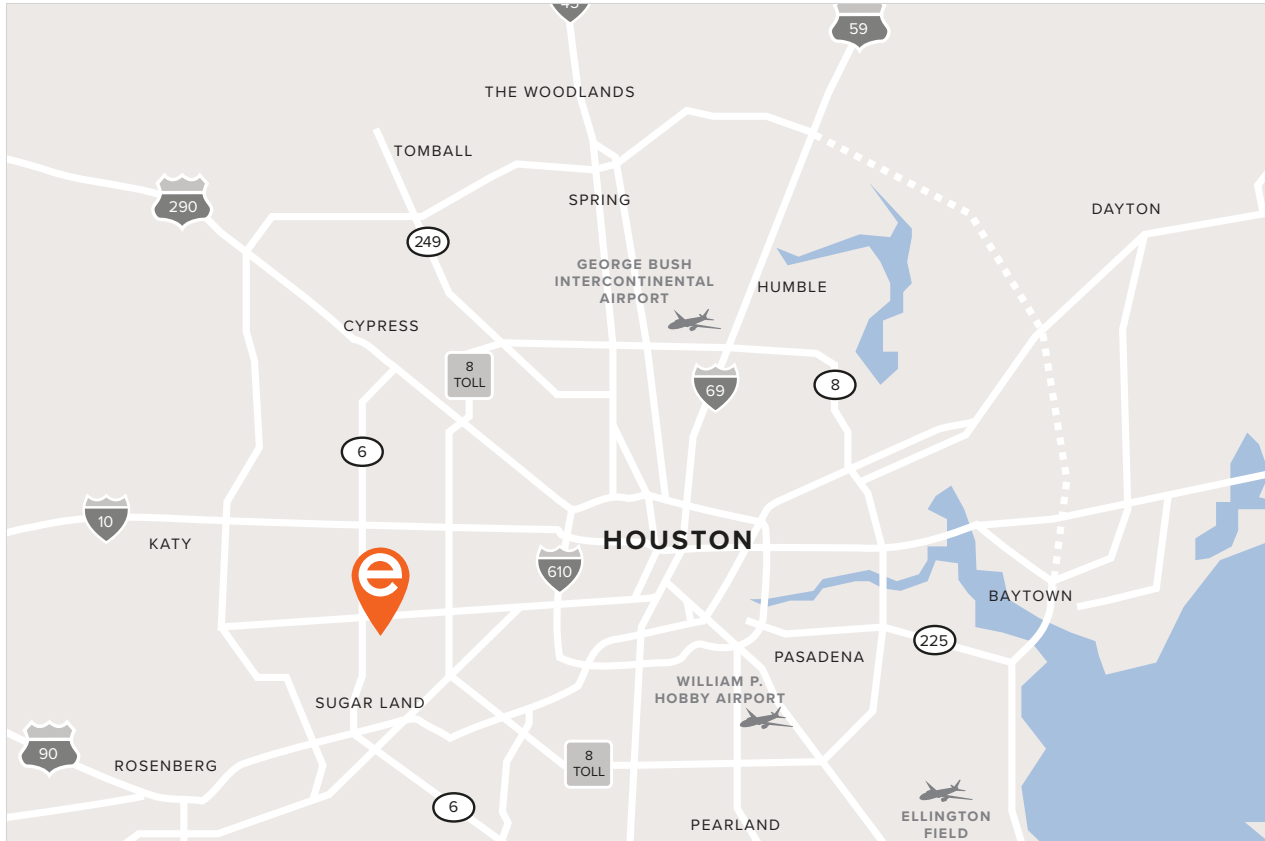 45
59
THE WOODLANDS
TOMBALL
SPRING
290
DAYTON
249
GEORGE BUSH
INTERCONTINENTAL
AIRPORT
HUMBLE
CYPRESS
8
TOLL
69
8
6
10
KATY
HOUSTON
e
610
BAYTOWN
225
PASADENA
WILLIAM P.
HOBBY AIRPORT
SUGAR LAND
90
ROSENBERG
8
TOLL
6
PEARLAND
ELLINGTON
FIELD